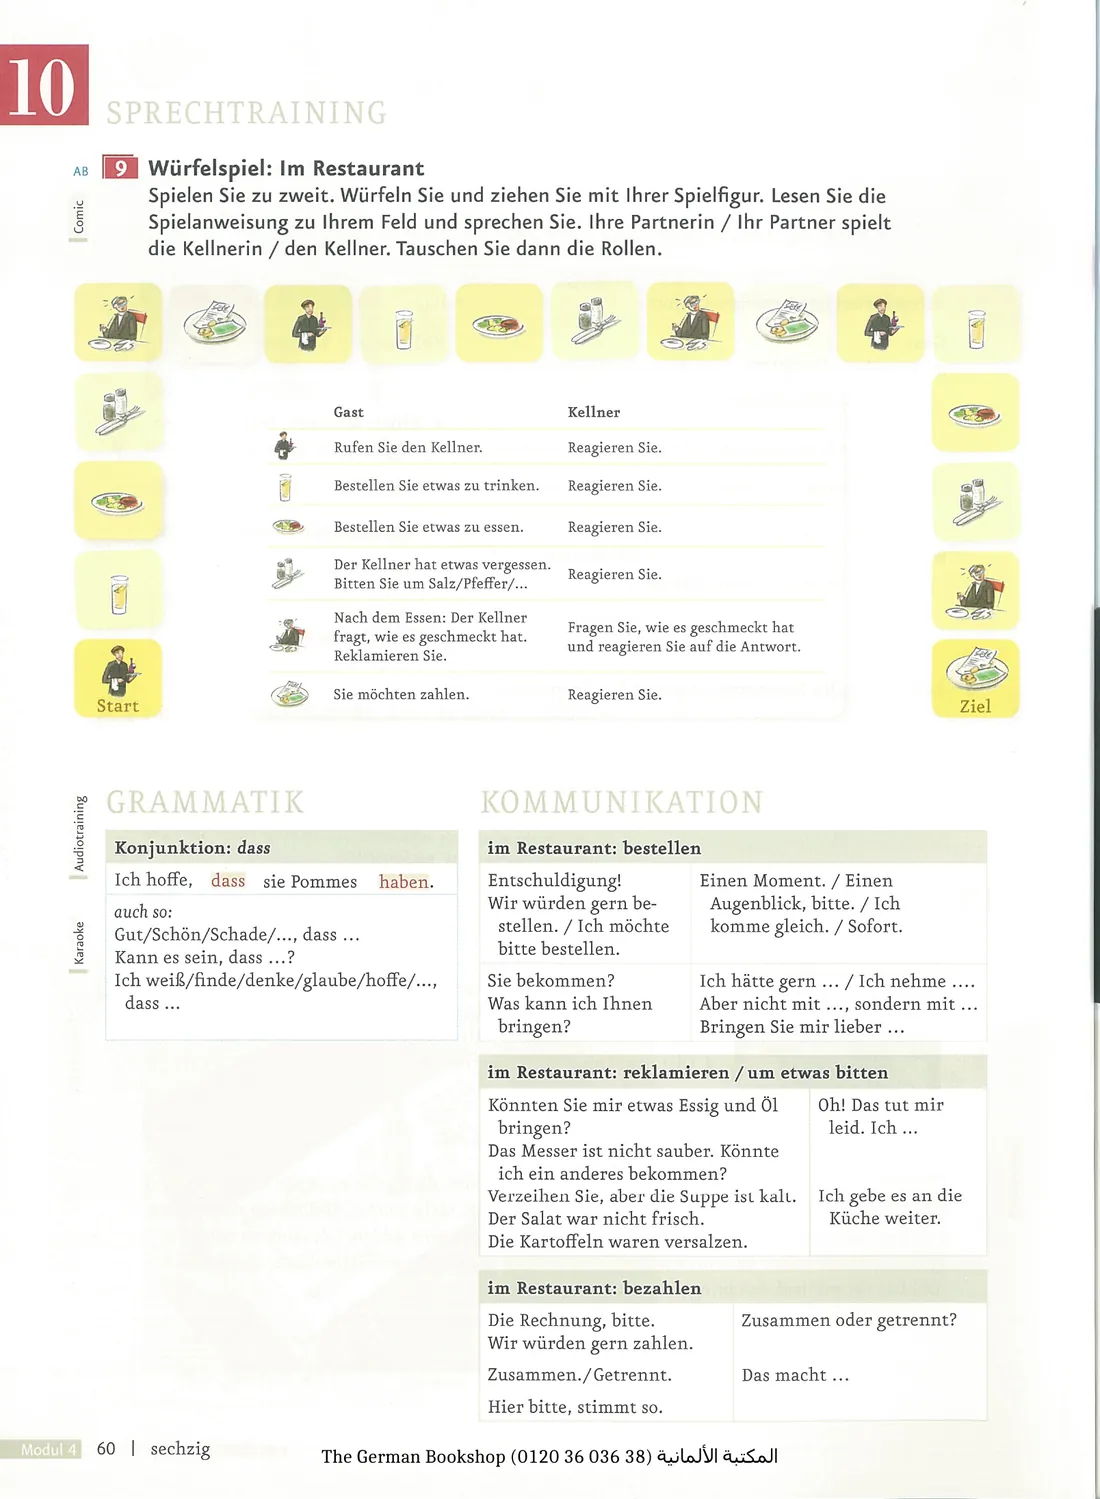 10
SPRECHTRAINING
AB 9 Würfelspiel: Im Restaurant
Comic
Spielen Sie zu zweit. Würfeln Sie und ziehen Sie mit Ihrer Spielfigur. Lesen Sie die
Spielanweisung zu Ihrem Feld und sprechen Sie. Ihre Partnerin / Ihr Partner spielt
die Kellnerin / den Kellner. Tauschen Sie dann die Rollen.
Gast Kellner
Rufen Sie den Kellner. Reagieren Sie.
Bestellen Sie etwas zu trinken. Reagieren Sie.
Bestellen Sie etwas zu essen. Reagieren Sie.
Der Kellner hat etwas vergessen.
Bitten Sie um Salz/Pfeffer/...
Reagieren Sie.
Nach dem Essen: Der Kellner
fragt, wie es geschmeckt hat.
Reklamieren Sie.
Fragen Sie, wie es geschmeckt hat
und reagieren Sie auf die Antwort.
Sie möchten zahlen. Reagieren Sie.
Start
Ziel
Audiotraining
Karaoke
GRAMMATIK
Konjunktion: dass
Ich hoffe, dass sie Pommes haben.
auch so:
Gut/Schön/Schade/..., dass ...
Kann es sein, dass ...?
Ich weiß/finde/denke/glaube/hoffe/...,
dass ...
KOMMUNIKATION
im Restaurant: bestellen
Entschuldigung!
Wir würden gern be-
stellen. / Ich möchte
bitte bestellen.
Einen Moment. / Einen
Augenblick, bitte. / Ich
komme gleich. / Sofort.
Sie bekommen?
Was kann ich Ihnen
bringen?
Ich hätte gern ... / Ich nehme ....
Aber nicht mit ..., sondern mit ...
Bringen Sie mir lieber ...
im Restaurant: reklamieren / um etwas bitten
Könnten Sie mir etwas Essig und Öl
bringen?
Das Messer ist nicht sauber. Könnte
ich ein anderes bekommen?
Verzeihen Sie, aber die Suppe ist kalt.
Der Salat war nicht frisch.
Die Kartoffeln waren versalzen.
Oh! Das tut mir
leid. Ich ...
Ich gebe es an die
Küche weiter.
im Restaurant: bezahlen
Die Rechnung, bitte.
Wir würden gern zahlen.
Zusammen oder getrennt?
Zusammen./Getrennt.
Das macht ...
Hier bitte, stimmt so.
Modul 4 60 | sechzig
The German Bookshop (0120 36 036 38) المكتبة الألمانية